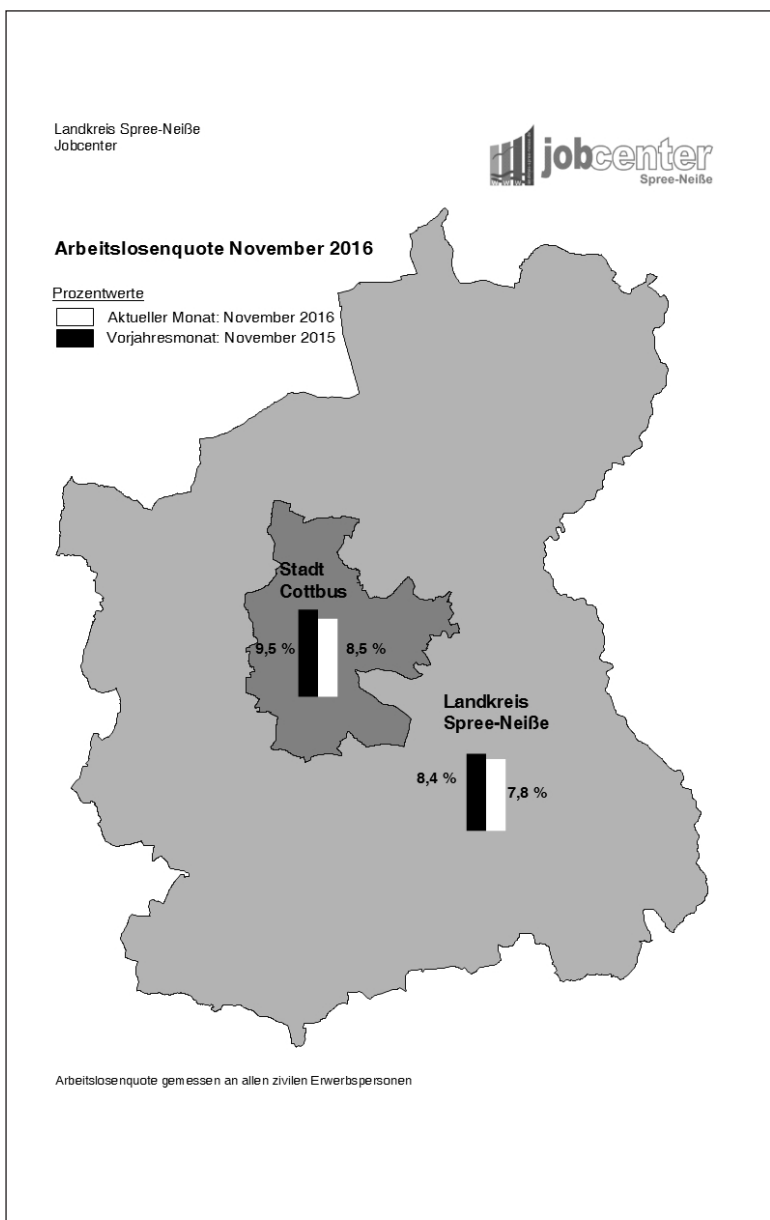 Landkreis Spree-Neiße
Jobcenter
jobcenter
Spree-Neiße
Arbeitslosenquote November 2016
Prozentwerte
Aktueller Monat: November 2016
Vorjahresmonat: November 2015
Stadt
Cottbus
9,5 %
8,5 %
Landkreis
Spree-Neiße
8,4 %
7,8 %
Arbeitslosenquote gemessen an allen zivilen Erwerbspersonen